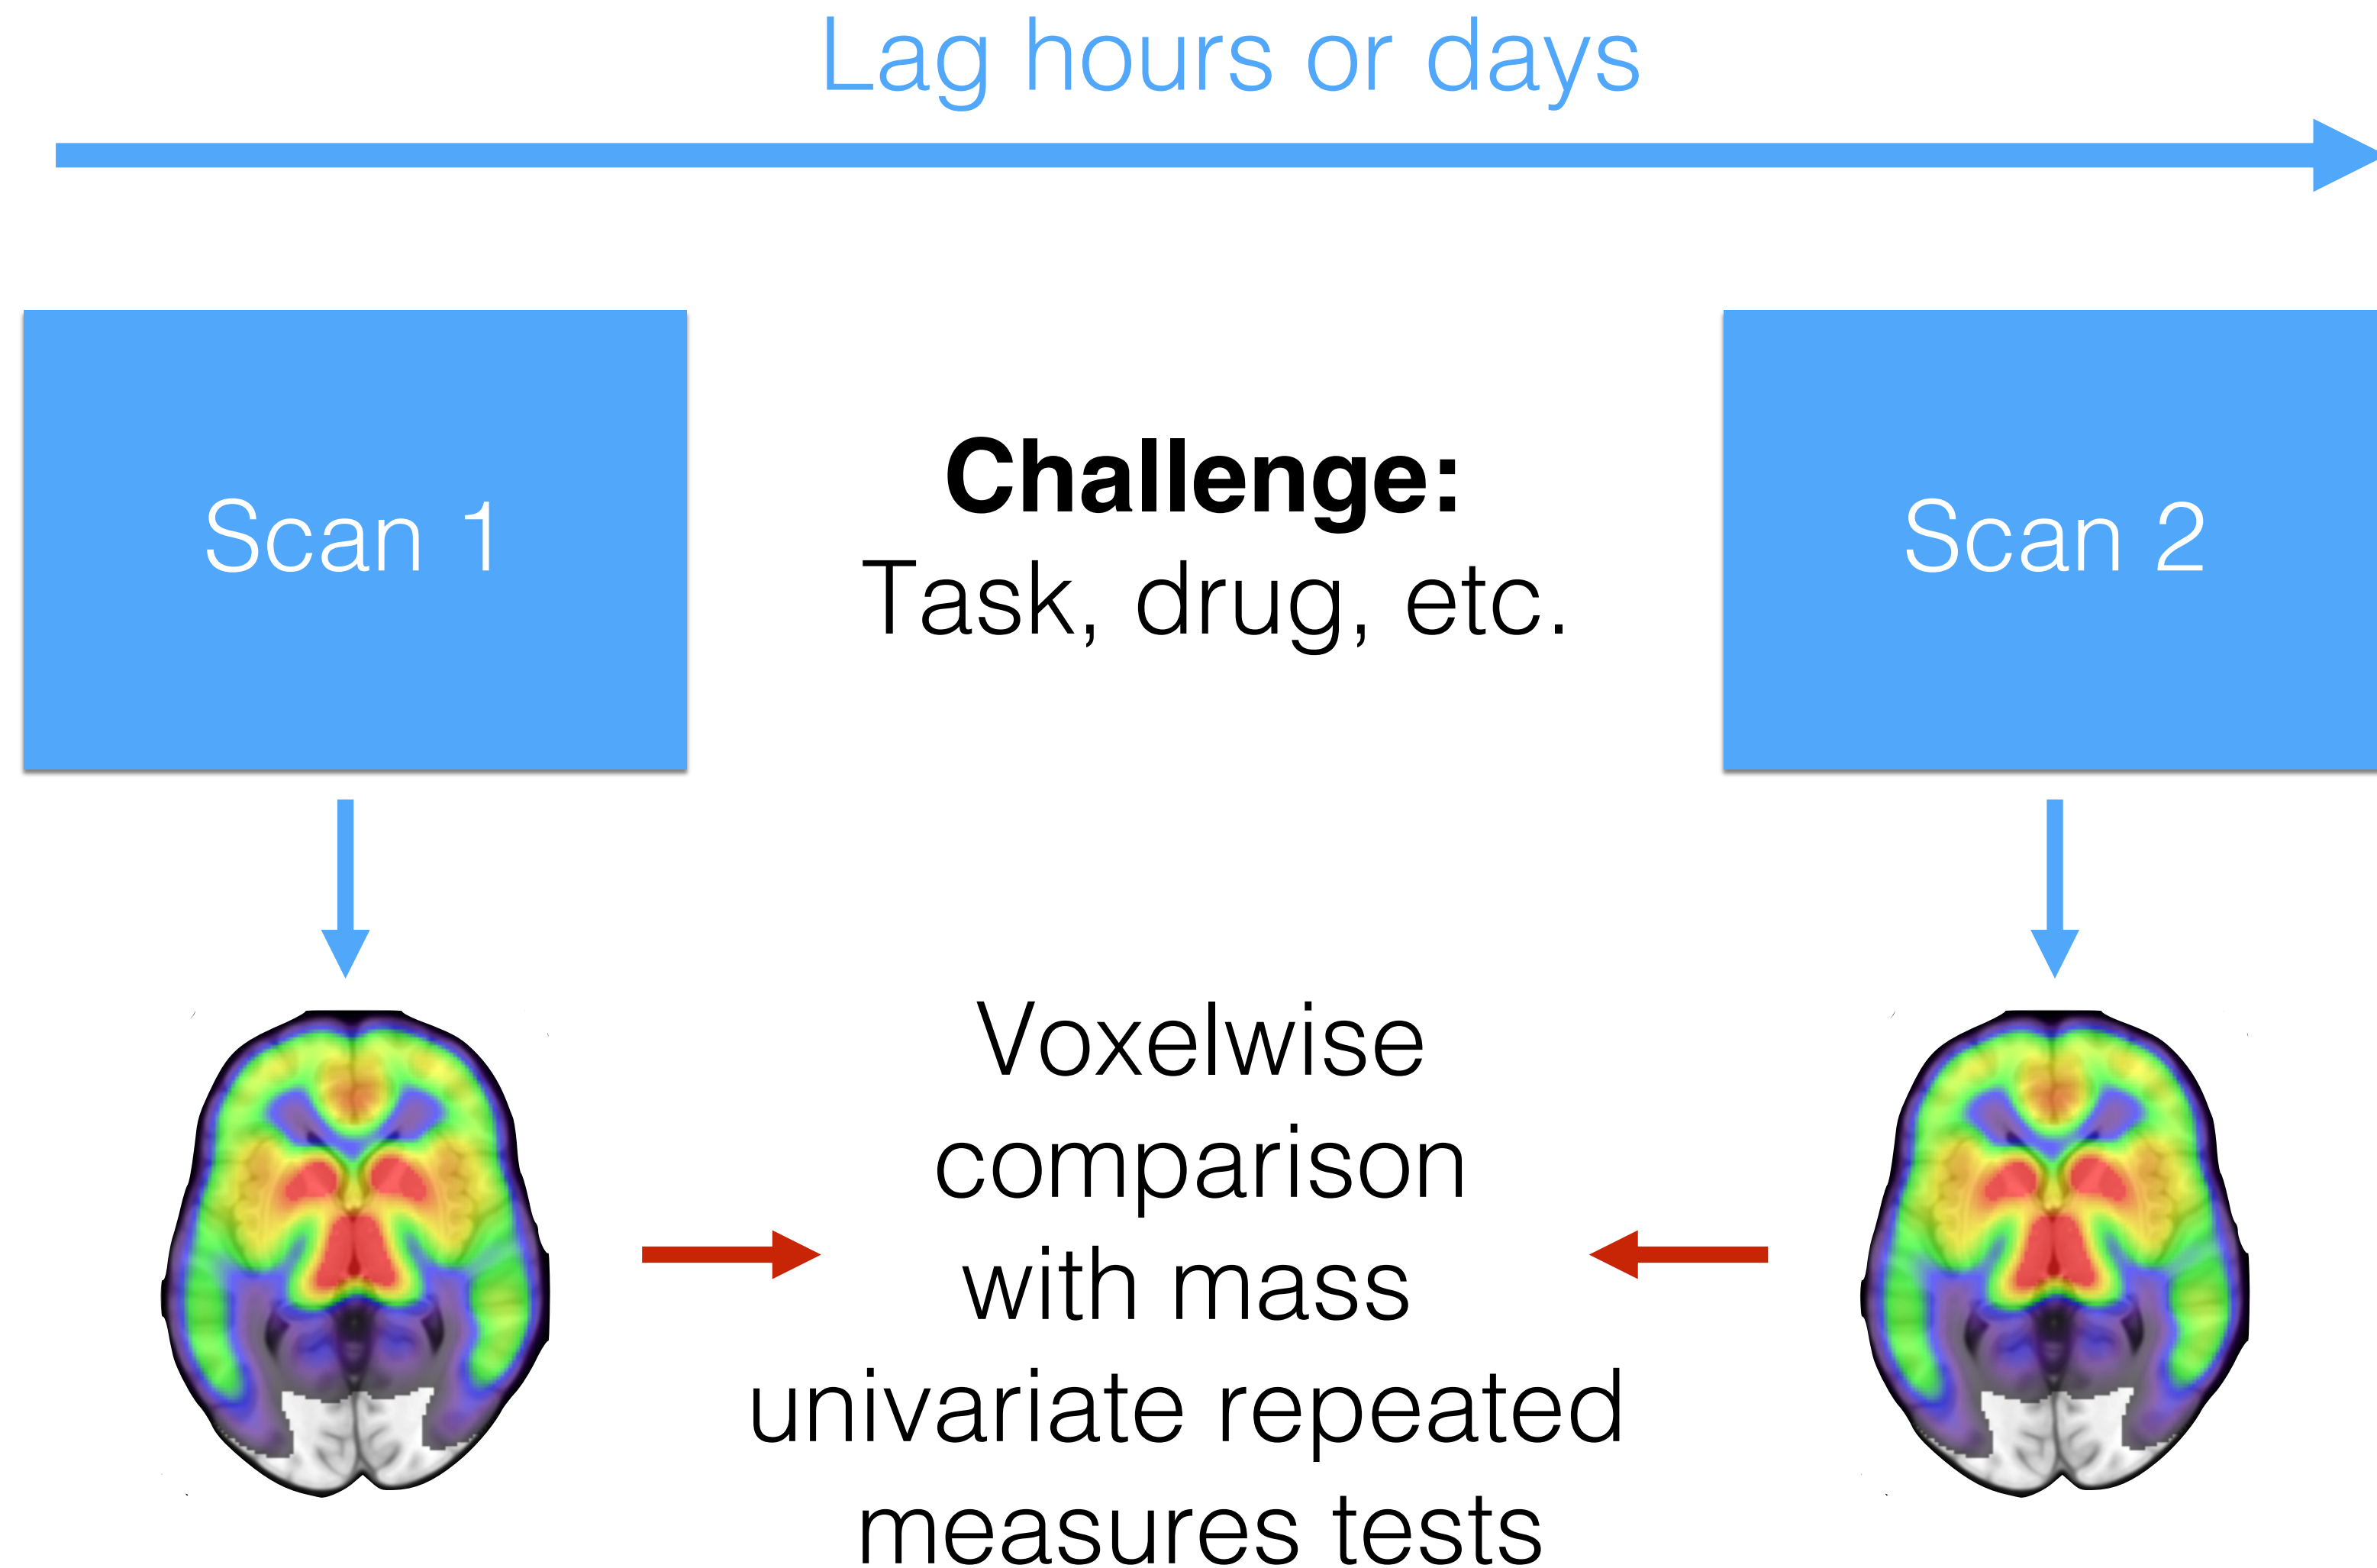 Lag hours or days
Scan 1
Challenge:
Task, drug, etc.
Scan 2
Voxelwise
comparison
with mass
univariate repeated
measures tests